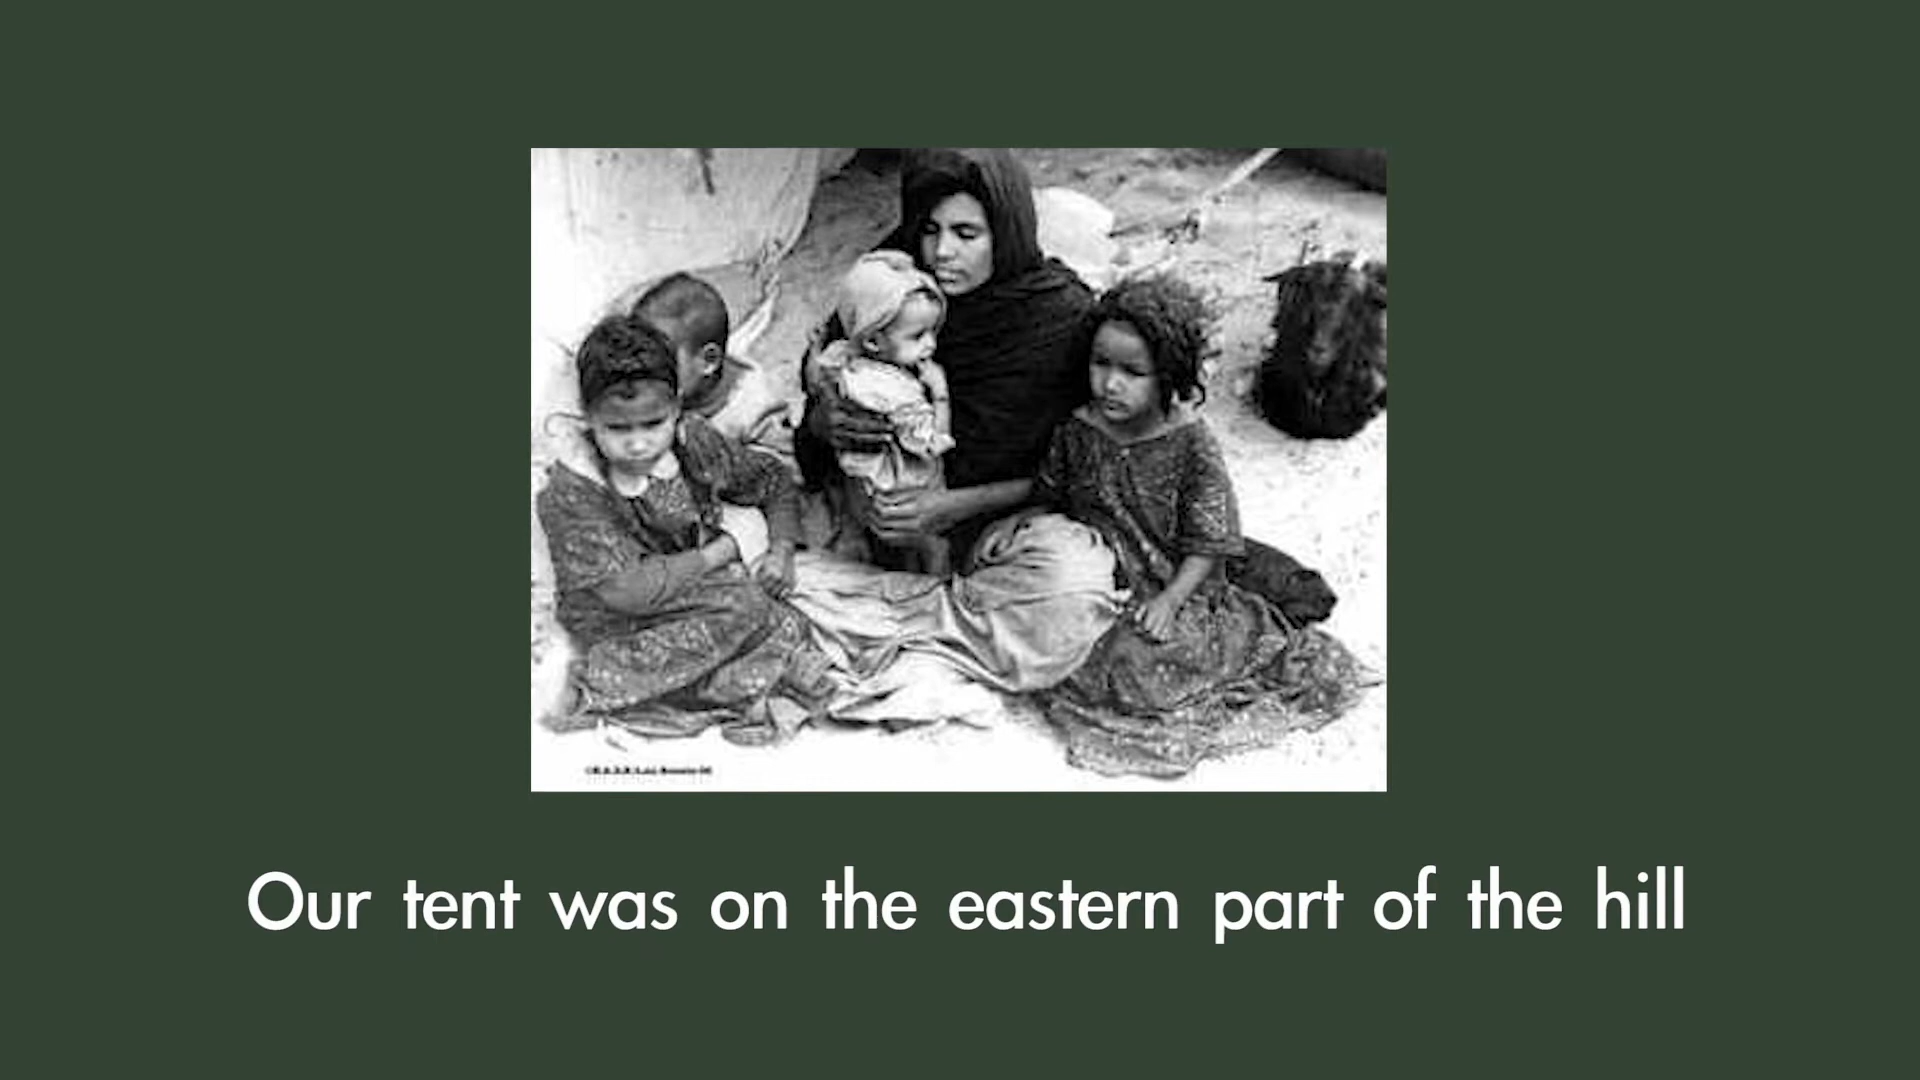 Our tent was on the eastern part of the hill